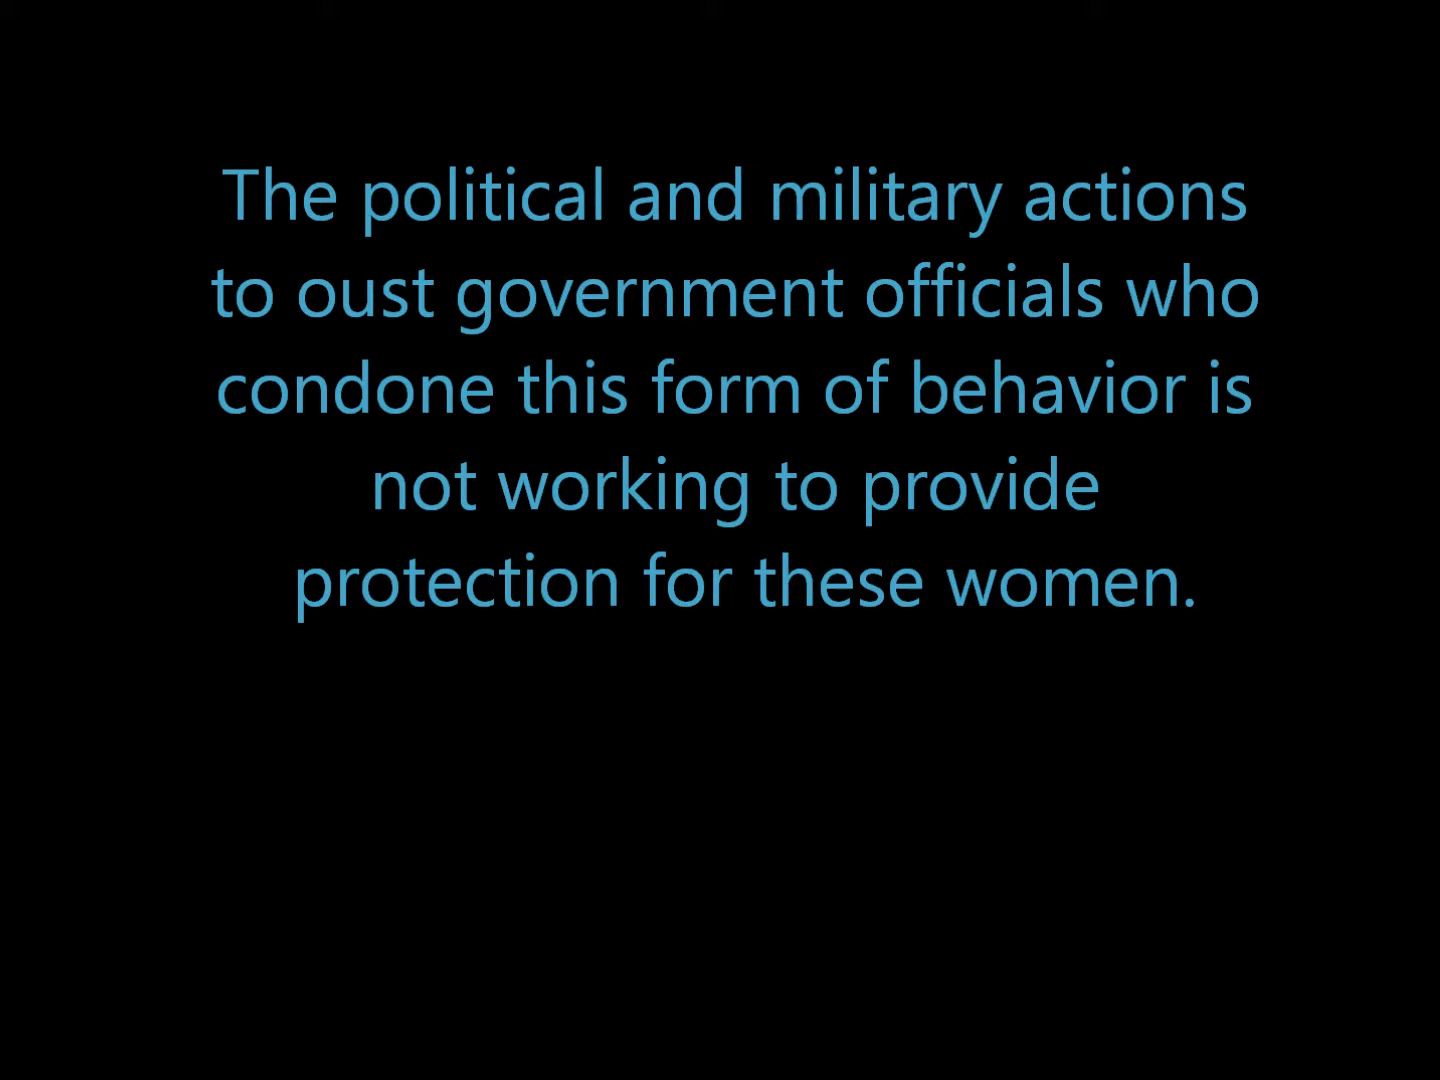 The political and military actions
to oust government officials who
condone this form of behavior is
not working to provide
protection for these women.